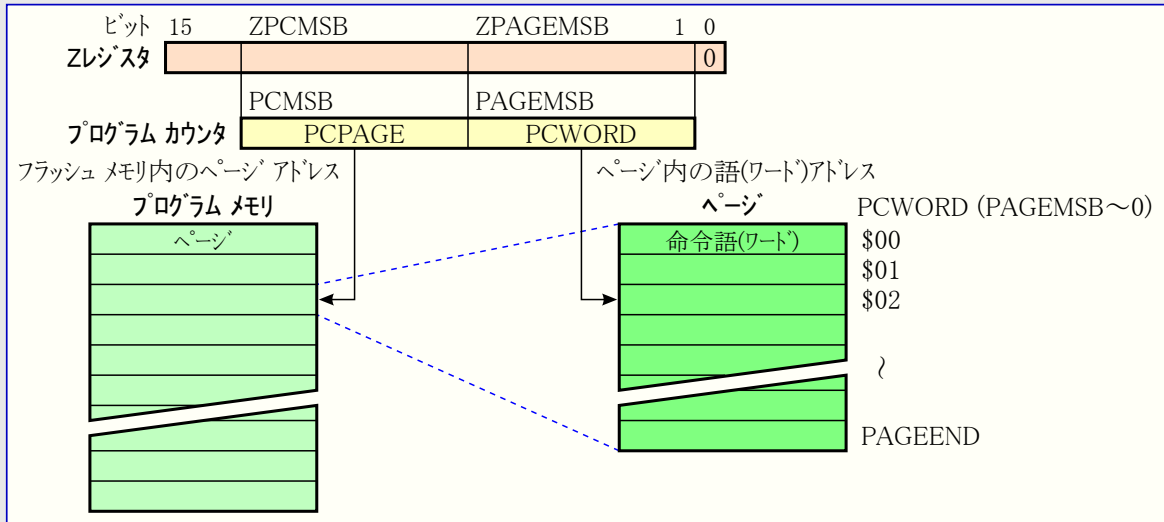 ビット 15 ZPCMSB ZPAGEMSB 1 0
Zレジスタ 0
PCMSB PAGEMSB
プログラム カウンタ PCPAGE PCWORD
フラッシュ メモリ内のページ アドレス ページ内の語(ワード)アドレス
プログラム メモリ ページ PCWORD (PAGEMSB～0)
ページ 命令語(ワード) $00
$01
$02
～
PAGEEND